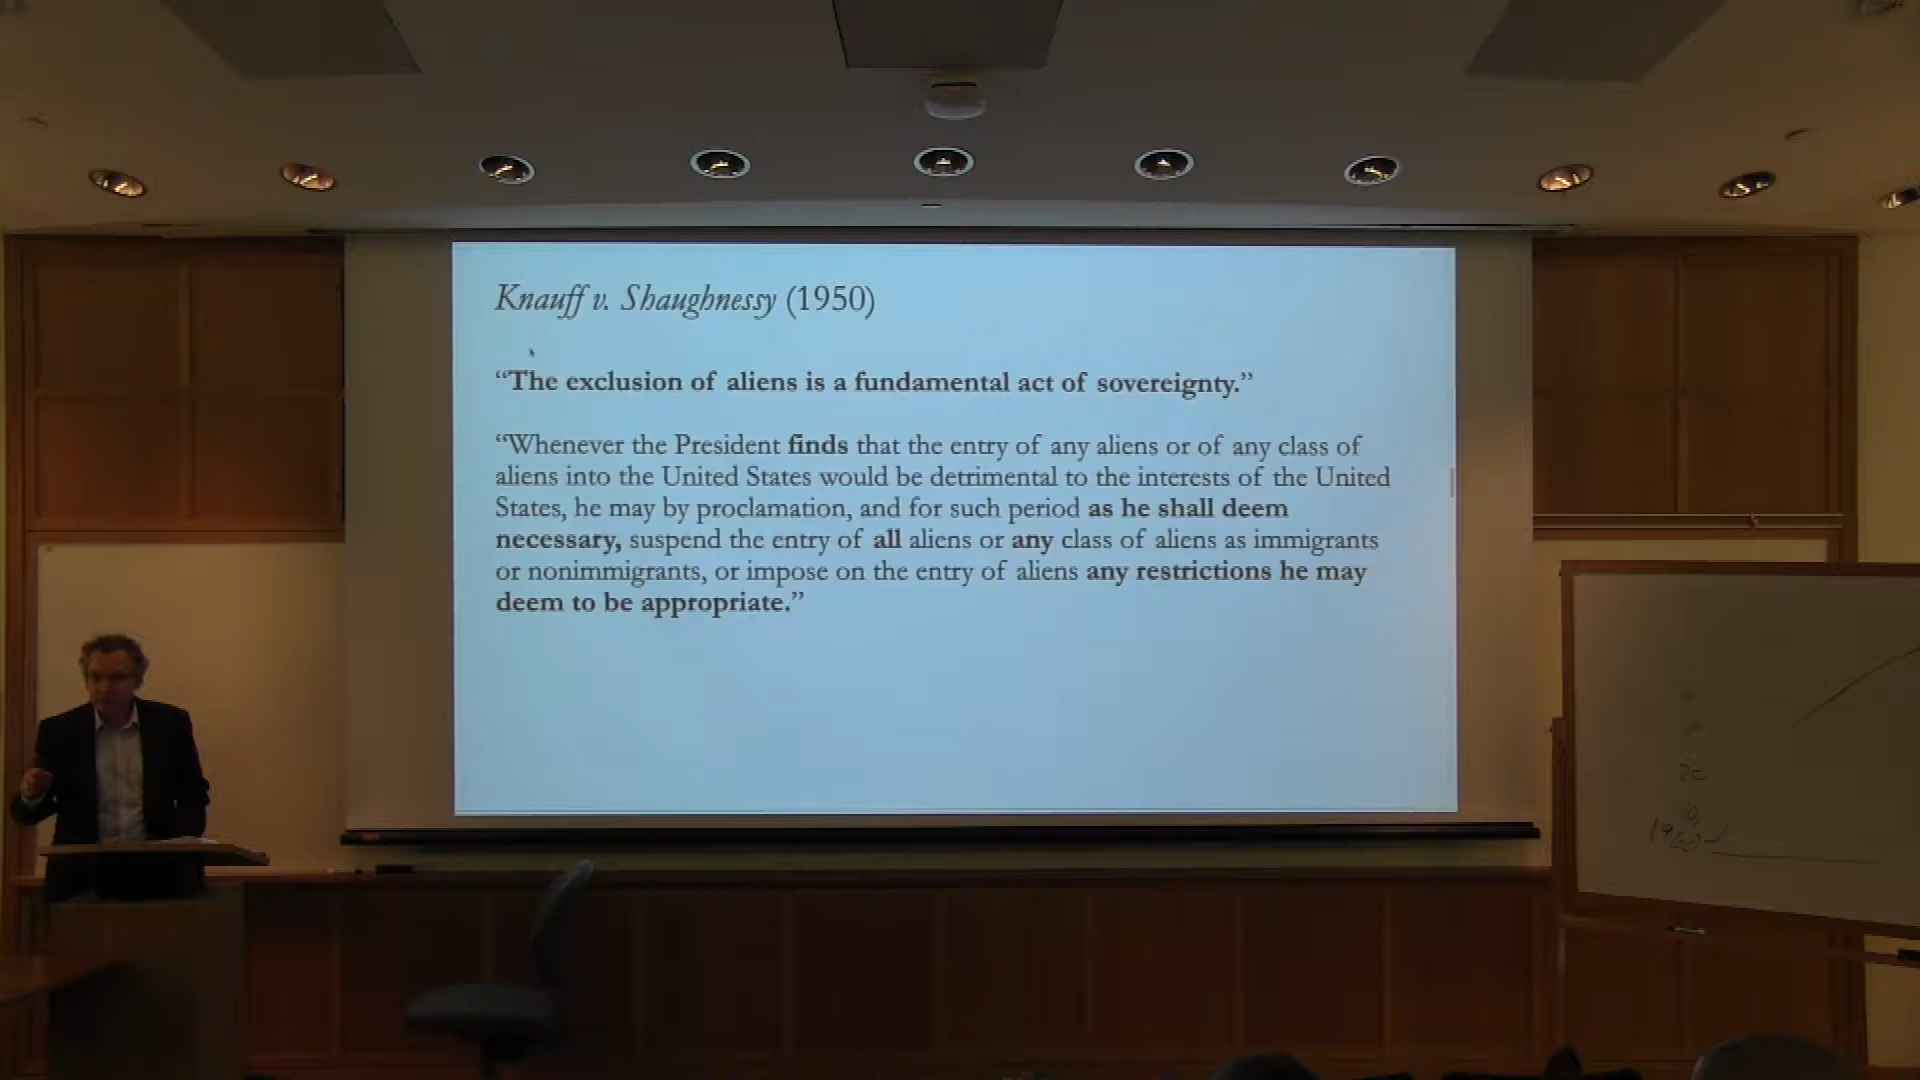 Knauff v. Shaughnessy (1950)
“The exclusion of aliens is a fundamental act of sovereignty.”
“Whenever the President finds that the entry of any aliens or of any class of
aliens into the United States would be detrimental to the interests of the United
States, he may by proclamation, and for such period as he shall deem
necessary, suspend the entry of all aliens or any class of aliens as immigrants
or nonimmigrants, or impose on the entry of aliens any restrictions he may
deem to be appropriate.”